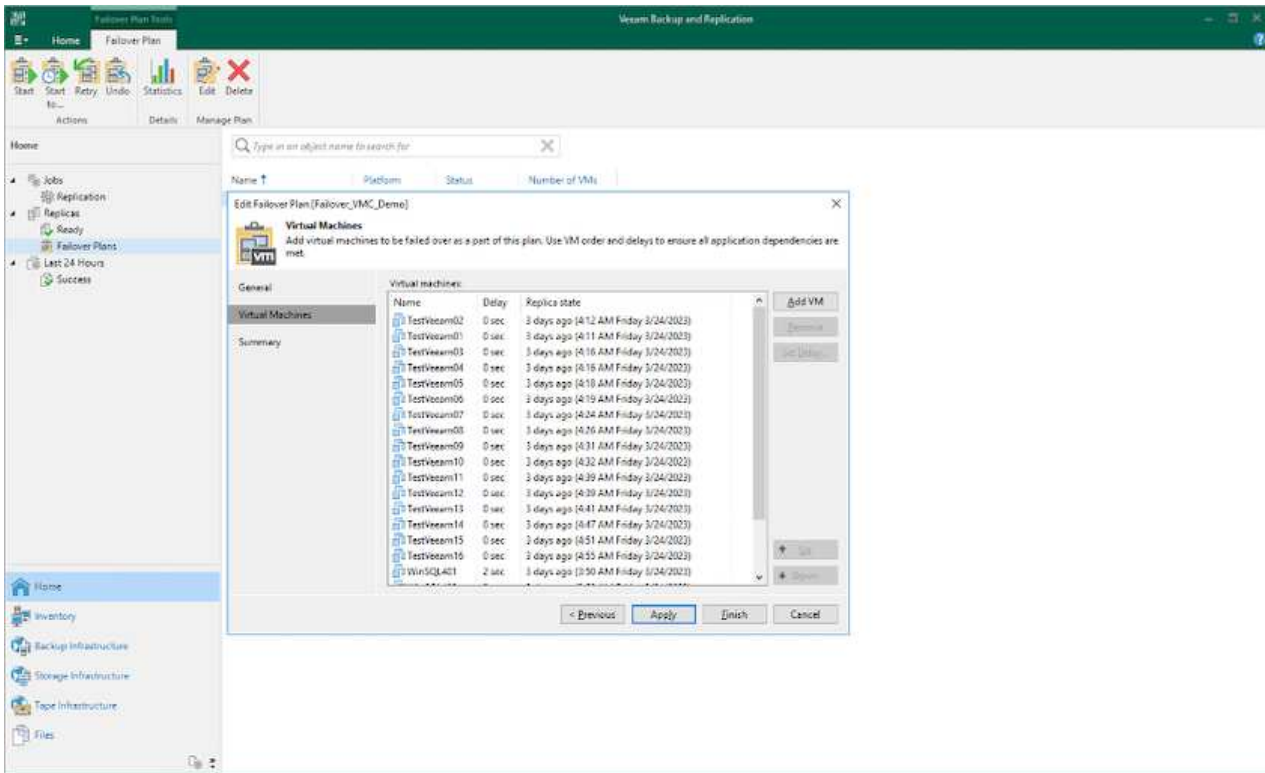 Failover Plan Tools
Veeam Backup and Replication
Home
Failover Plan
Start
Start to...
Retry
Undo
Statistics
Edit
Delete
Actions
Details
Manage Plan
Home
Type in an object name to search for
Jobs
Replication
Replicas
Ready
Failover Plans
Last 24 Hours
Success
Name
Platform
Status
Number of VMs
Edit Failover Plan [Failover_VMC_Demo]
Virtual Machines
Add virtual machines to be failed over as a part of this plan. Use VM order and delays to ensure all application dependencies are
met.
vm
General
Virtual Machines
Summary
Virtual machines:
Name Delay Replica state
TestVeeam02 0 sec 3 days ago (4:12 AM Friday 3/24/2023)
TestVeeam01 0 sec 3 days ago (4:11 AM Friday 3/24/2023)
TestVeeam03 0 sec 3 days ago (4:16 AM Friday 3/24/2023)
TestVeeam04 0 sec 3 days ago (4:16 AM Friday 3/24/2023)
TestVeeam05 0 sec 3 days ago (4:18 AM Friday 3/24/2023)
TestVeeam06 0 sec 3 days ago (4:19 AM Friday 3/24/2023)
TestVeeam07 0 sec 3 days ago (4:24 AM Friday 3/24/2023)
TestVeeam08 0 sec 3 days ago (4:26 AM Friday 3/24/2023)
TestVeeam09 0 sec 3 days ago (4:31 AM Friday 3/24/2023)
TestVeeam10 0 sec 3 days ago (4:32 AM Friday 3/24/2023)
TestVeeam11 0 sec 3 days ago (4:39 AM Friday 3/24/2023)
TestVeeam12 0 sec 3 days ago (4:39 AM Friday 3/24/2023)
TestVeeam13 0 sec 3 days ago (4:41 AM Friday 3/24/2023)
TestVeeam14 0 sec 3 days ago (4:47 AM Friday 3/24/2023)
TestVeeam15 0 sec 3 days ago (4:51 AM Friday 3/24/2023)
TestVeeam16 0 sec 3 days ago (4:55 AM Friday 3/24/2023)
WinSQL401 2 sec 3 days ago (3:50 AM Friday 3/24/2023)
Add VM
Remove
Set Delay...
Up
Down
< Previous
Apply
Finish
Cancel
Home
Inventory
Backup Infrastructure
Storage Infrastructure
Tape Infrastructure
Files